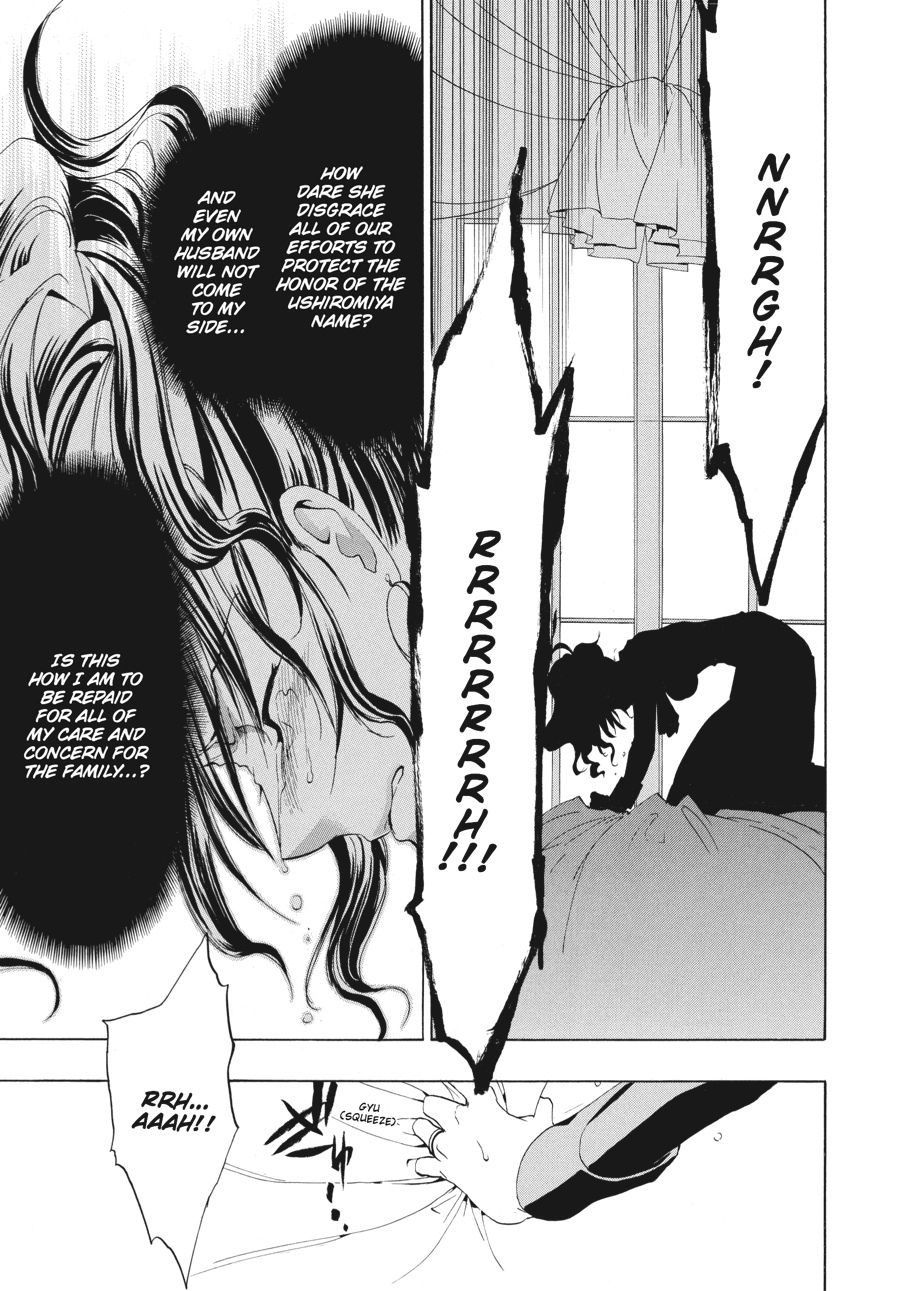 NNRRGH!
RRRRRRRRH!!!
HOW
DARE SHE
DISGRACE
ALL OF OUR
EFFORTS TO
PROTECT THE
HONOR OF THE
USHIROMIYA
NAME?
AND
EVEN
MY OWN
HUSBAND
WILL NOT
COME
TO MY
SIDE...
IS THIS
HOW I AM TO
BE REPAID
FOR ALL OF
MY CARE AND
CONCERN FOR
THE FAMILY...?
GYU
(SQUEEZE)
RRH...
AAAH!!